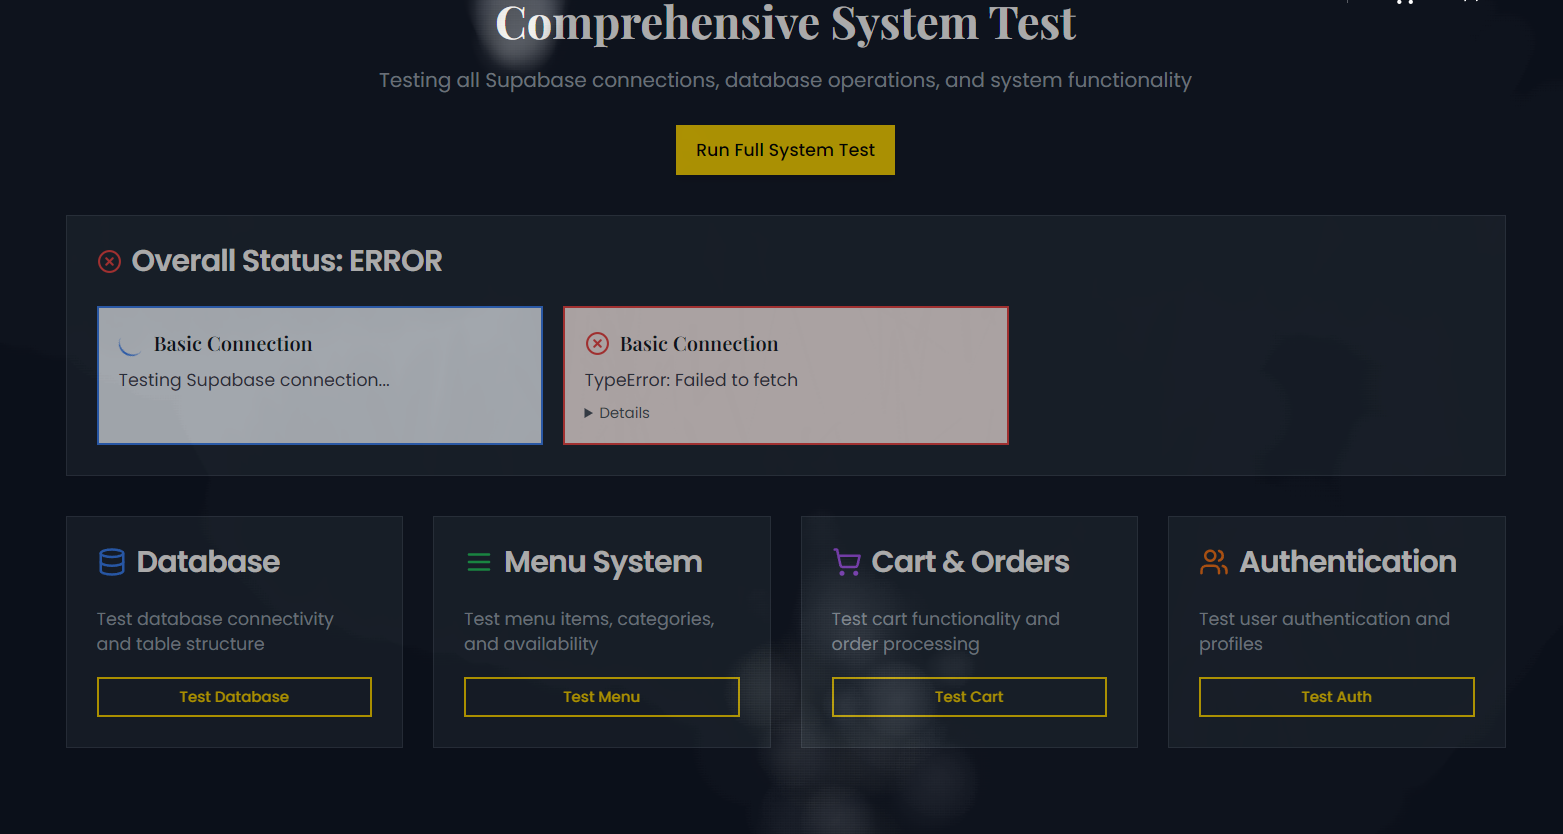 Comprehensive System Test
Testing all Supabase connections, database operations, and system functionality
Run Full System Test
Overall Status: ERROR
Basic Connection
Testing Supabase connection...
Basic Connection
TypeError: Failed to fetch
Details
Database
Test database connectivity
and table structure
Test Database
Menu System
Test menu items, categories,
and availability
Test Menu
Cart & Orders
Test cart functionality and
order processing
Test Cart
Authentication
Test user authentication and
profiles
Test Auth